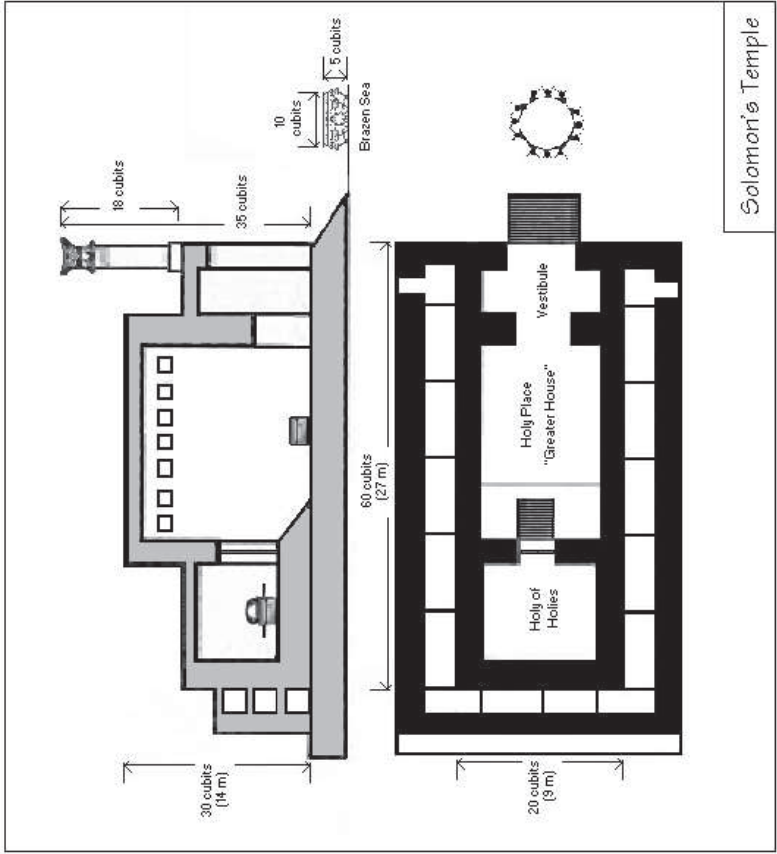 18 cubits
35 cubits
10
cubits
5 cubits
Brazen Sea
30 cubits
(14 m)
60 cubits
(27 m)
Vestibule
Holy Place
"Greater House"
Holy of
Holies
20 cubits
(9 m)
Solomon's Temple